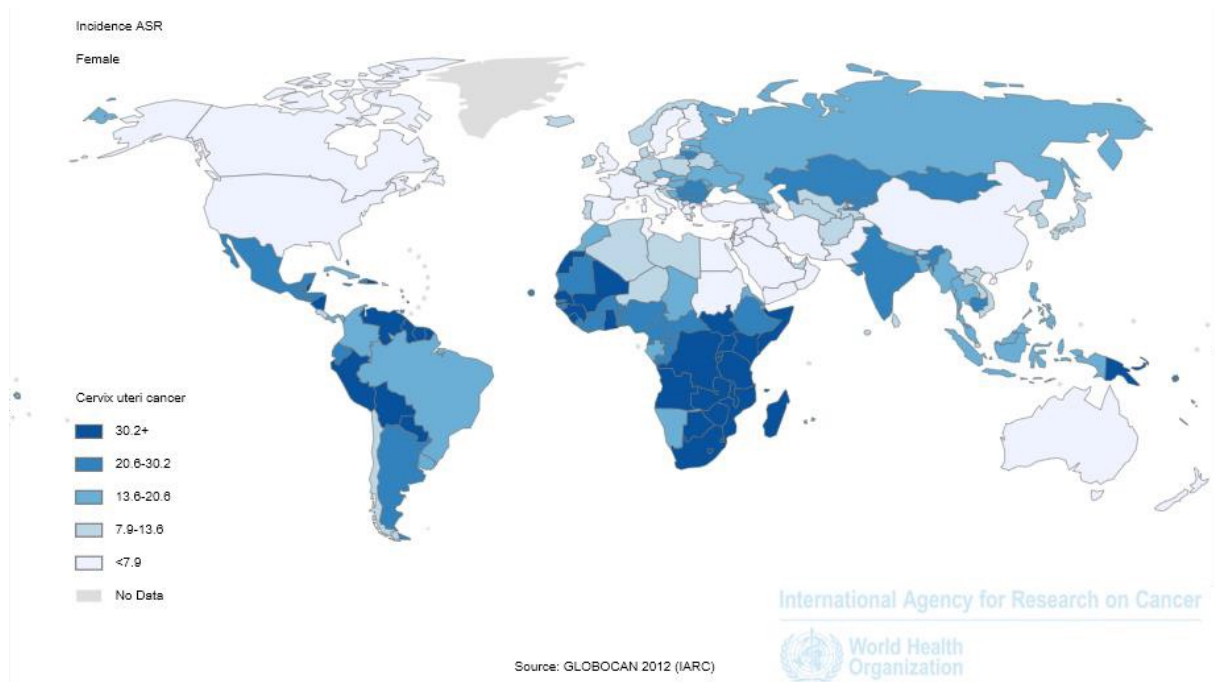 Incidence ASR
Female
Cervix uteri cancer
30.2+
20.6-30.2
13.6-20.6
7.9-13.6
<7.9
No Data
International Agency for Research on Cancer
World Health
Organization
Source: GLOBOCAN 2012 (IARC)